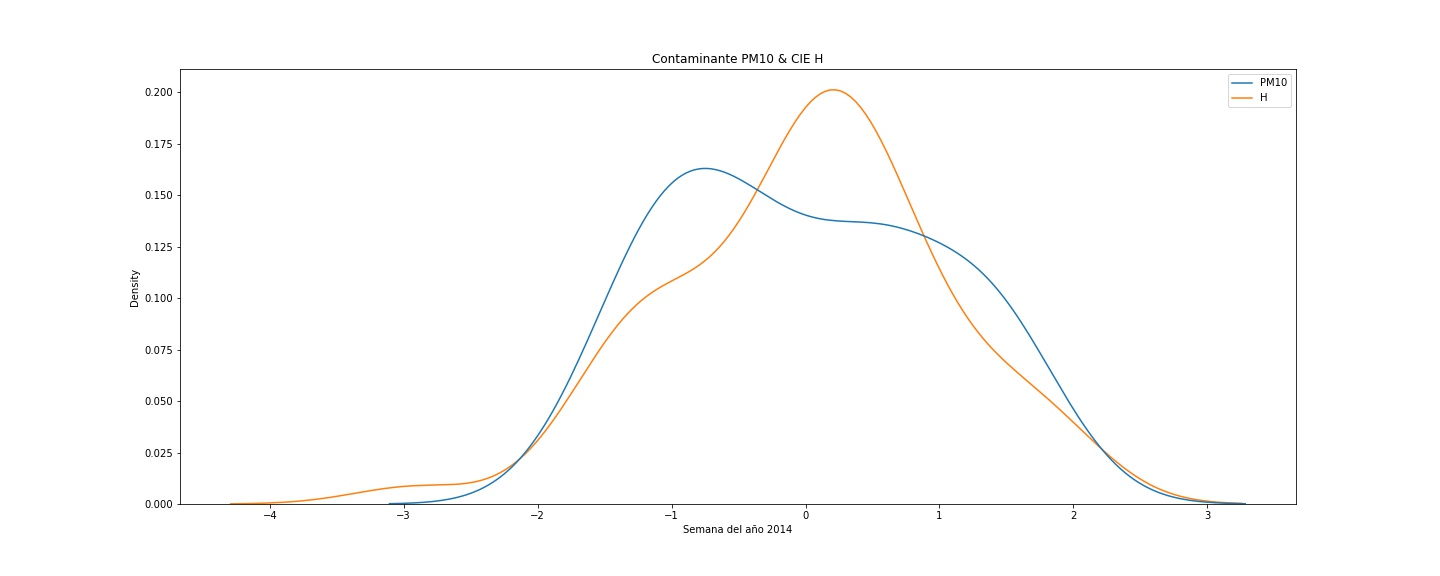 Contaminante PM10 & CIE H
PM10
H
0.200
0.175
0.150
0.125
0.100
0.075
0.050
0.025
0.000
Density
−4 −3 −2 −1 0 1 2 3
Semana del año 2014